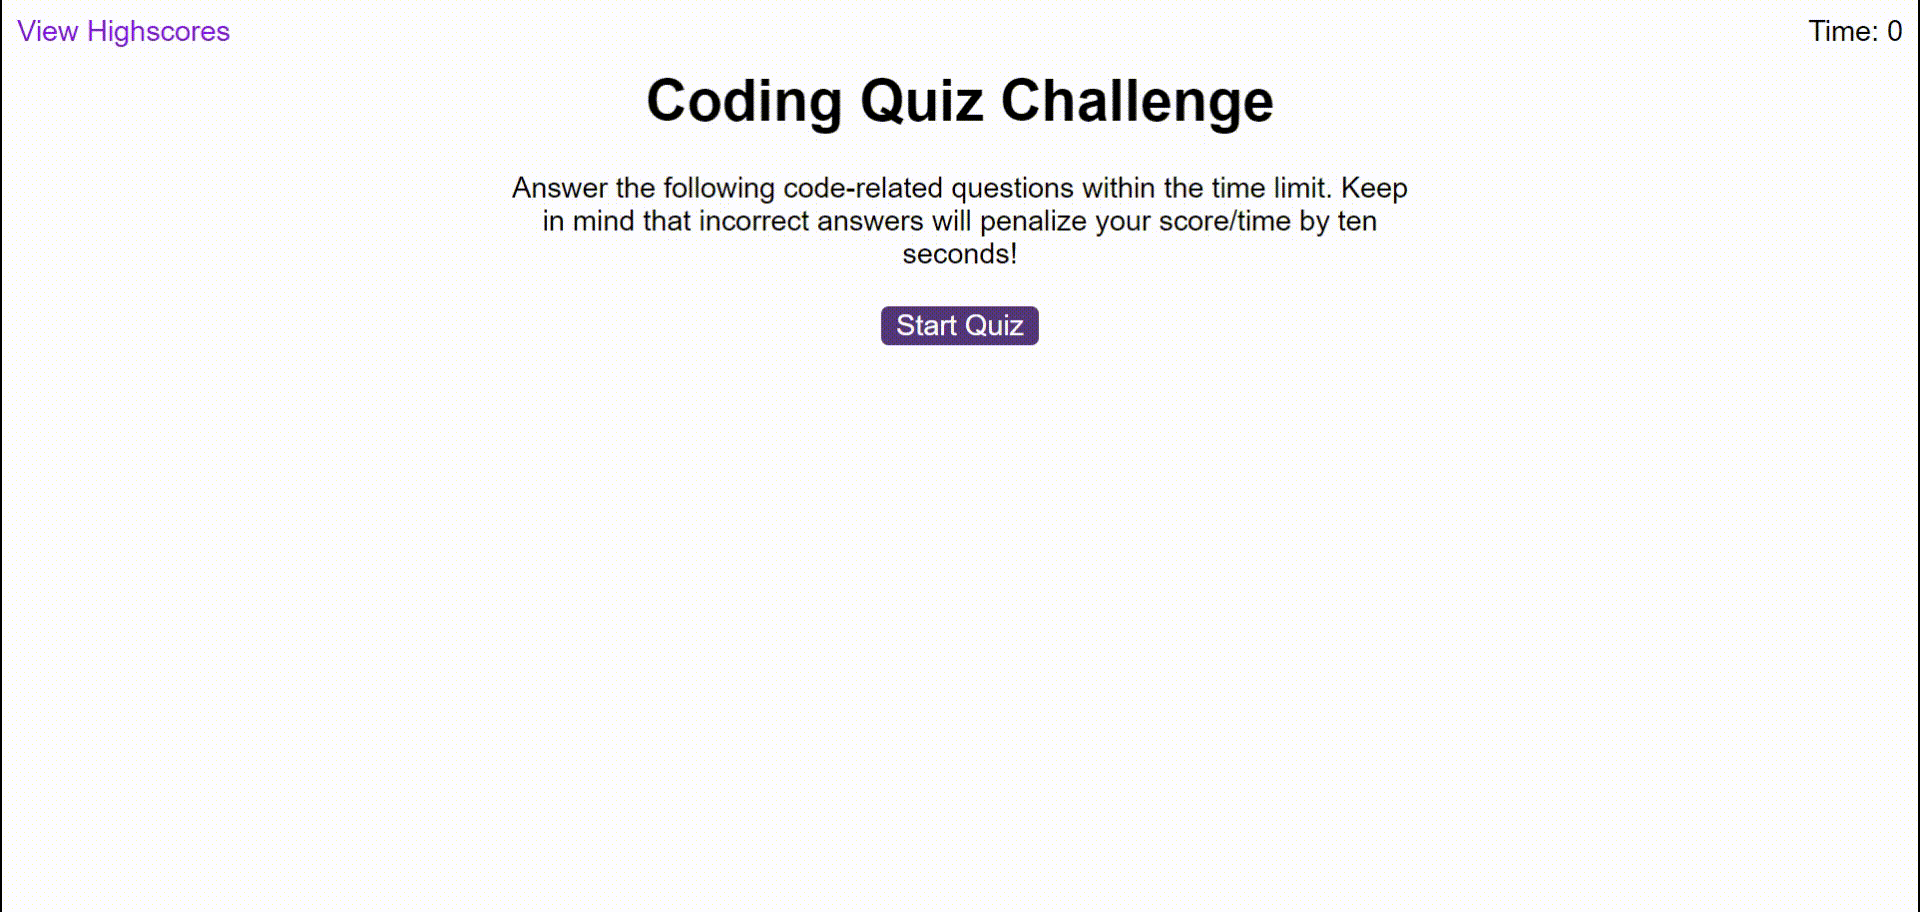 View Highscores
Time: 0
Coding Quiz Challenge
Answer the following code-related questions within the time limit. Keep
in mind that incorrect answers will penalize your score/time by ten
seconds!
Start Quiz